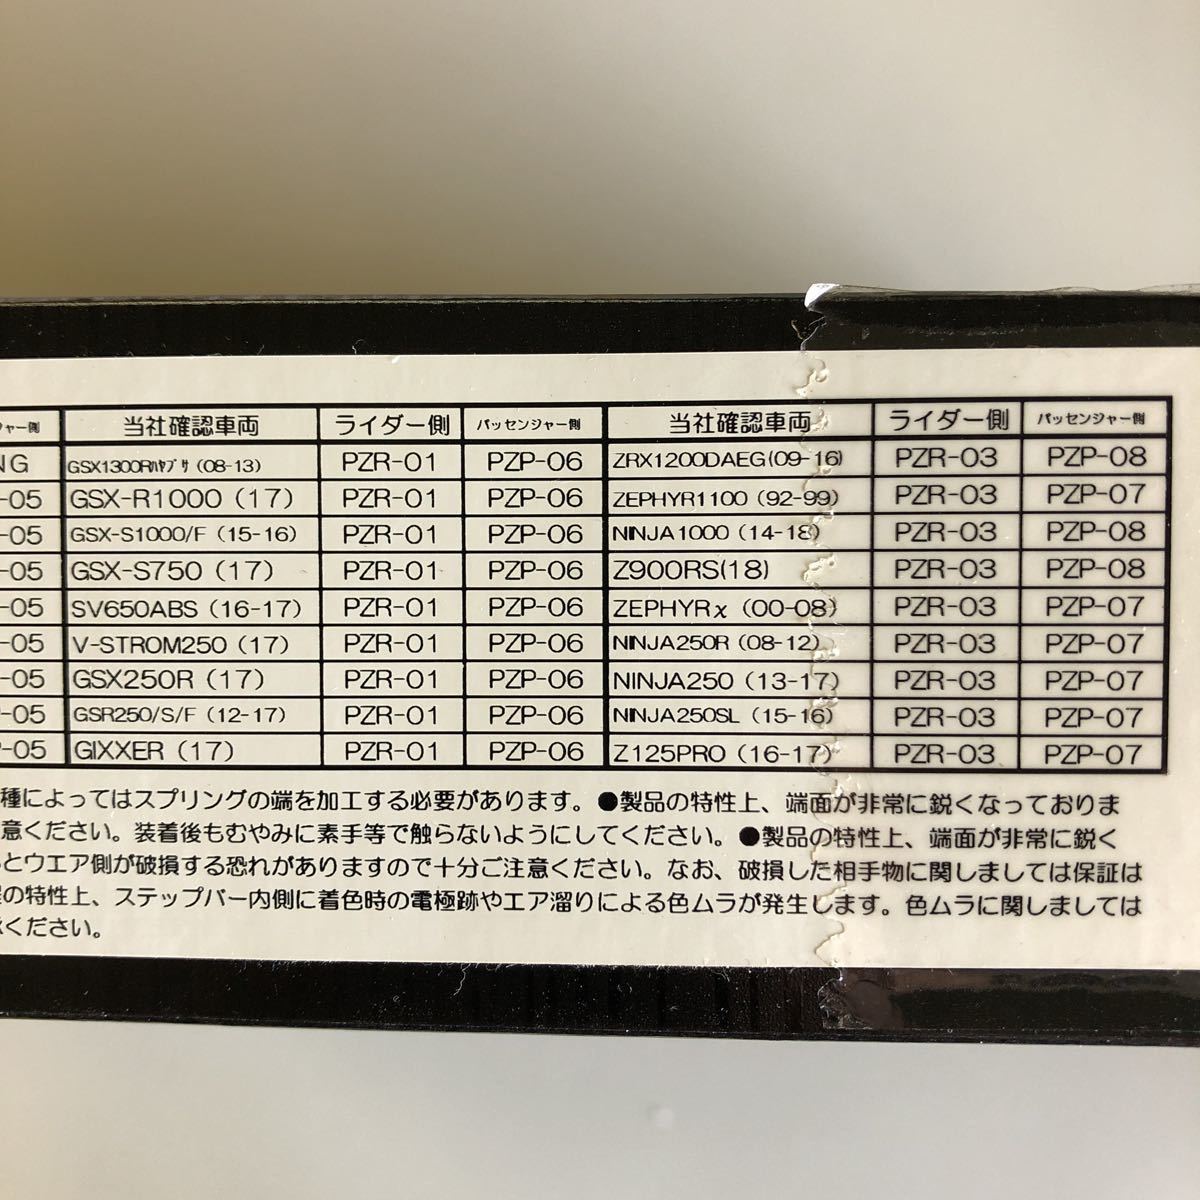 ジャー側 当社確認車両 ライダー側 パッセンジャー側 当社確認車両 ライダー側 パッセンジャー側
NG GSX1300Rハヤブサ (08-13) PZR-01 PZP-06 ZRX1200DAEG(09-16) PZR-03 PZP-08
-05 GSX-R1000 (17) PZR-01 PZP-06 ZEPHYR1100 (92-99) PZR-03 PZP-07
-05 GSX-S1000/F (15-16) PZR-01 PZP-06 NINJA1000 (14-18) PZR-03 PZP-08
-05 GSX-S750 (17) PZR-01 PZP-06 Z900RS(18) PZR-03 PZP-08
-05 SV650ABS (16-17) PZR-01 PZP-06 ZEPHYRχ (00-08) PZR-03 PZP-07
-05 V-STROM250 (17) PZR-01 PZP-06 NINJA250R (08-12) PZR-03 PZP-07
-05 GSX250R (17) PZR-01 PZP-06 NINJA250 (13-17) PZR-03 PZP-07
P-05 GSR250/S/F (12-17) PZR-01 PZP-06 NINJA250SL (15-16) PZR-03 PZP-07
P-05 GIXXER (17) PZR-01 PZP-06 Z125PRO (16-17) PZR-03 PZP-07
種によってはスプリングの端を加工する必要があります。●製品の特性上、端面が非常に鋭くなっておりま
意ください。装着後もむやみに素手等で触らないようにしてください。●製品の特性上、端面が非常に鋭く
とウエア側が破損する恐れがありますので十分ご注意ください。なお、破損した相手物に関しましては保証は
の特性上、ステップバー内側に着色時の電極跡やエア溜りによる色ムラが発生します。色ムラに関しましては
ください。